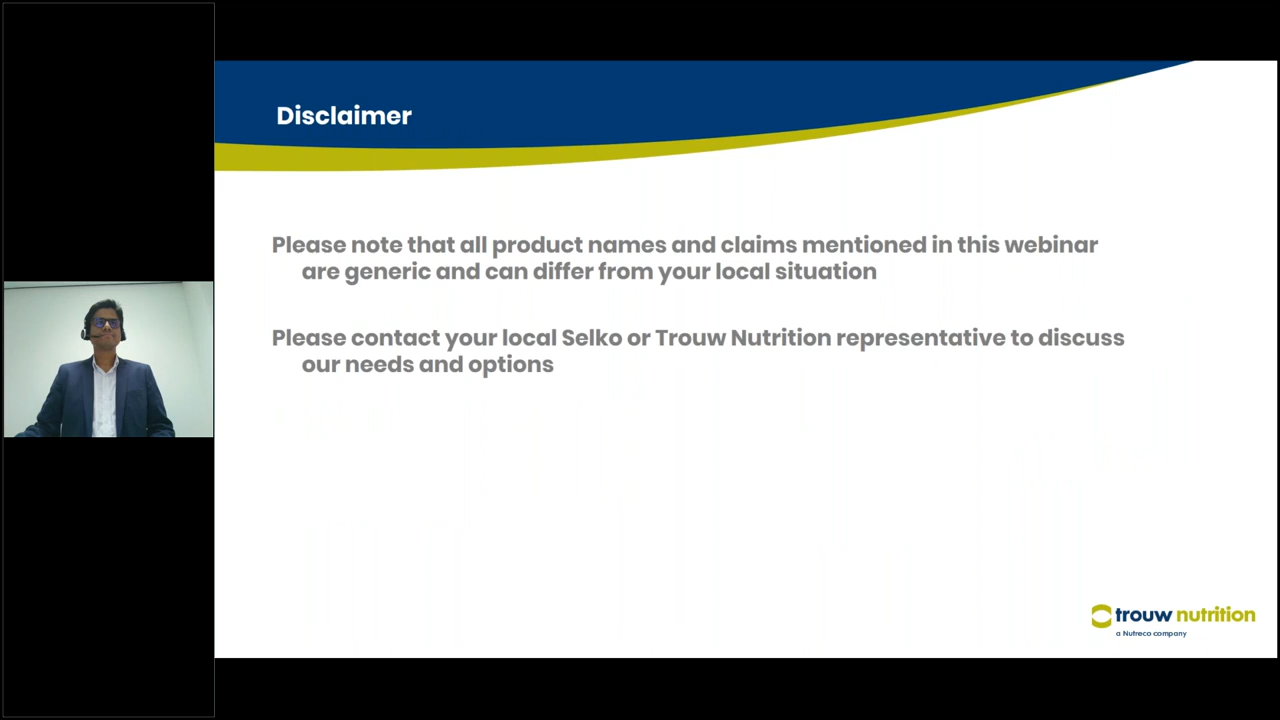 Disclaimer
Please note that all product names and claims mentioned in this webinar
are generic and can differ from your local situation
Please contact your local Selko or Trouw Nutrition representative to discuss
our needs and options
trouw nutrition
a Nutreco company